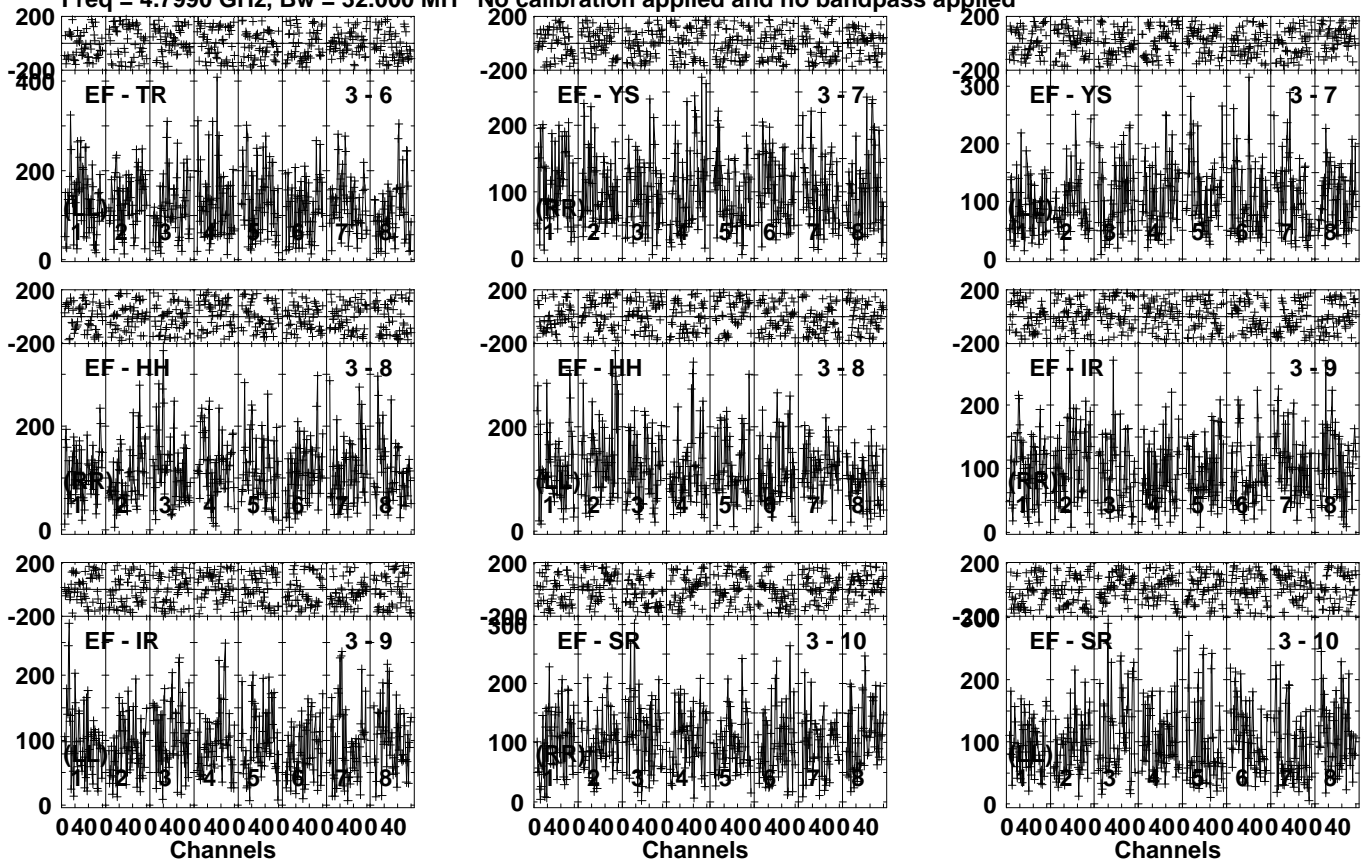 Freq = 4.7990 GHz, Bw = 32.000 MH No calibration applied and no bandpass applied
200 200 200
-200 -200 -200
400 300
EF - TR 3 - 6 EF - YS 3 - 7 EF - YS 3 - 7
200 200 200
100 100
(LL) (RR) (LL)
1 2 3 4 5 6 7 8 1 2 3 4 5 6 7 8 1 2 3 4 5 6 7 8
0 0 0
200 200 200
-200 -200 -200
EF - HH 3 - 8 EF - HH 3 - 8 EF - IR 3 - 9
200 200 200
100
(RR) (LL) (RR)
1 2 3 4 5 6 7 8 1 2 3 4 5 6 7 8 1 2 3 4 5 6 7 8
0 0 0
200 200 200
-200 -200 -200
300 300
EF - IR 3 - 9 EF - SR 3 - 10 EF - SR 3 - 10
200 200 200
100 100 100
(LL) (RR) (LL)
1 2 3 4 5 6 7 8 1 2 3 4 5 6 7 8 1 2 3 4 5 6 7 8
0 0 0
0 40 0 40 0 40 0 40 0 40 0 40 0 40 0 40 0 40 0 40 0 40 0 40 0 40 0 40 0 40 0 40 0 40 0 40 0 40 0 40 0 40 0 40 0 40 0 40
Channels Channels Channels